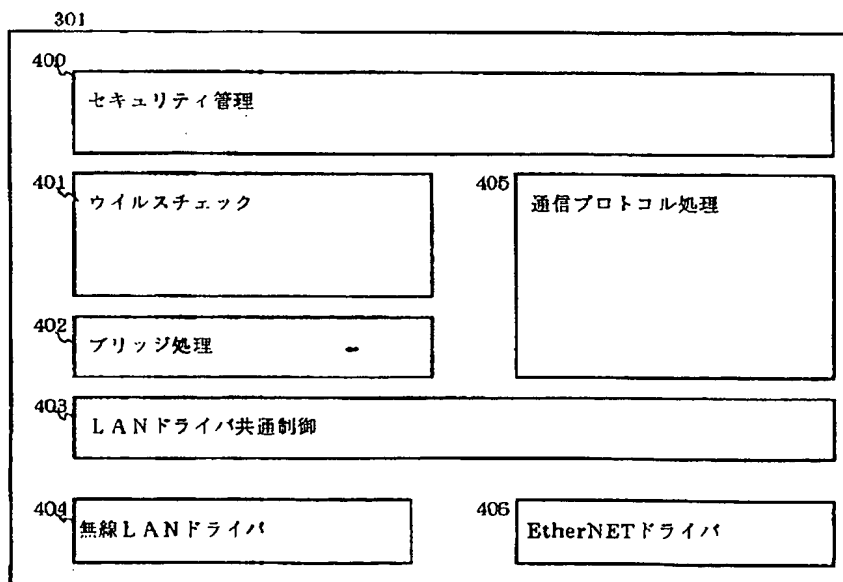 301
400
セキュリティ管理
401
ウイルスチェック
405
通信プロトコル処理
402
ブリッジ処理
403
LANドライバ共通制御
404
無線LANドライバ
406
EtherNETドライバ